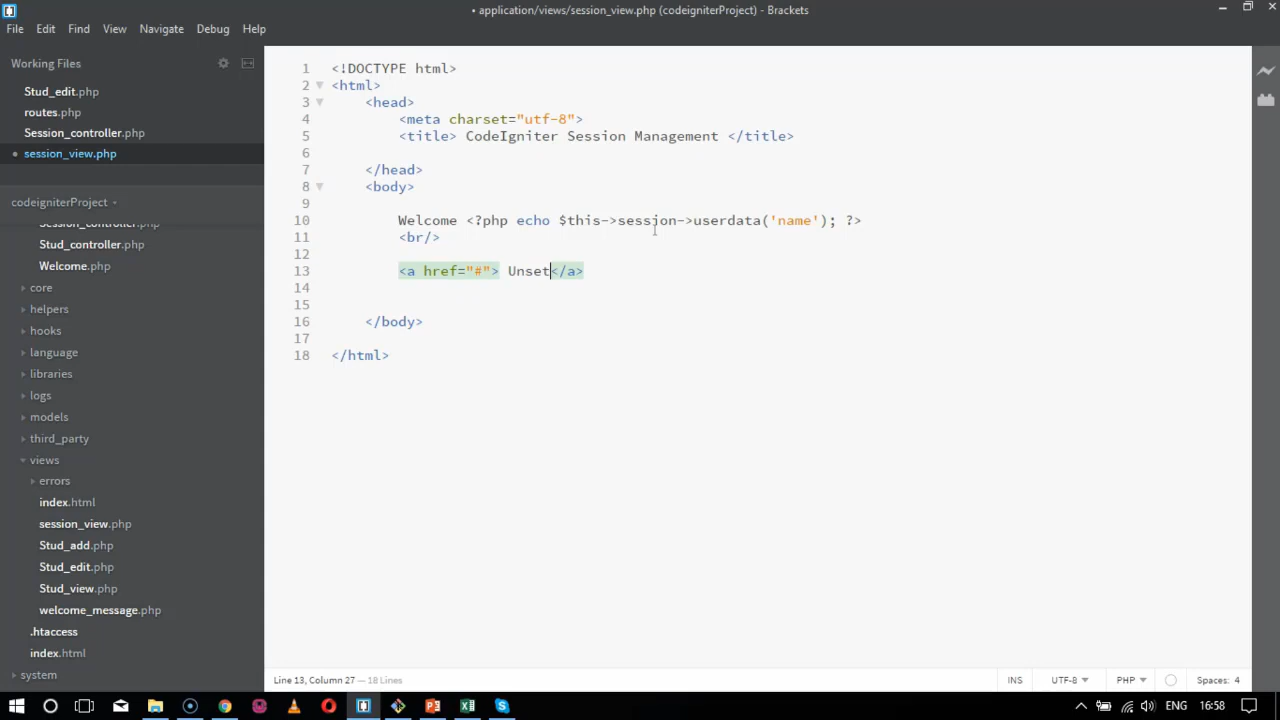 • application/views/session_view.php (codeigniterProject) - Brackets
File Edit Find View Navigate Debug Help
Working Files
Stud_edit.php
routes.php
Session_controller.php
• session_view.php
codeigniterProject
Session_controller.php
Stud_controller.php
Welcome.php
core
helpers
hooks
language
libraries
logs
models
third_party
views
errors
index.html
session_view.php
Stud_add.php
Stud_edit.php
Stud_view.php
welcome_message.php
.htaccess
index.html
system
1 <!DOCTYPE html>
2 <html>
3 <head>
4 <meta charset="utf-8">
5 <title> CodeIgniter Session Management </title>
6
7 </head>
8 <body>
9
10 Welcome <?php echo $this->session->userdata('name'); ?>
11 <br/>
12
13 <a href="#"> Unset</a>
14
15
16 </body>
17
18 </html>
Line 13, Column 27 — 18 Lines
INS UTF-8 PHP Spaces: 4
ENG 16:58